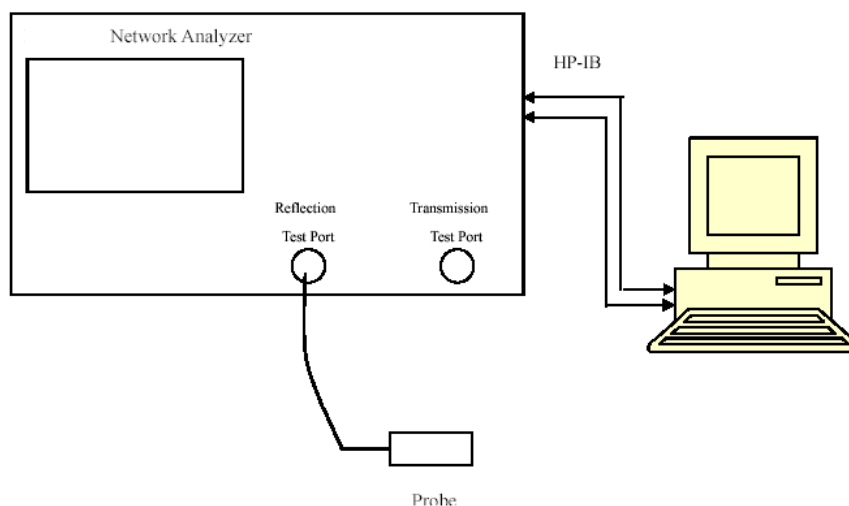 Network Analyzer
HP-IB
Reflection
Test Port
Transmission
Test Port
Probe